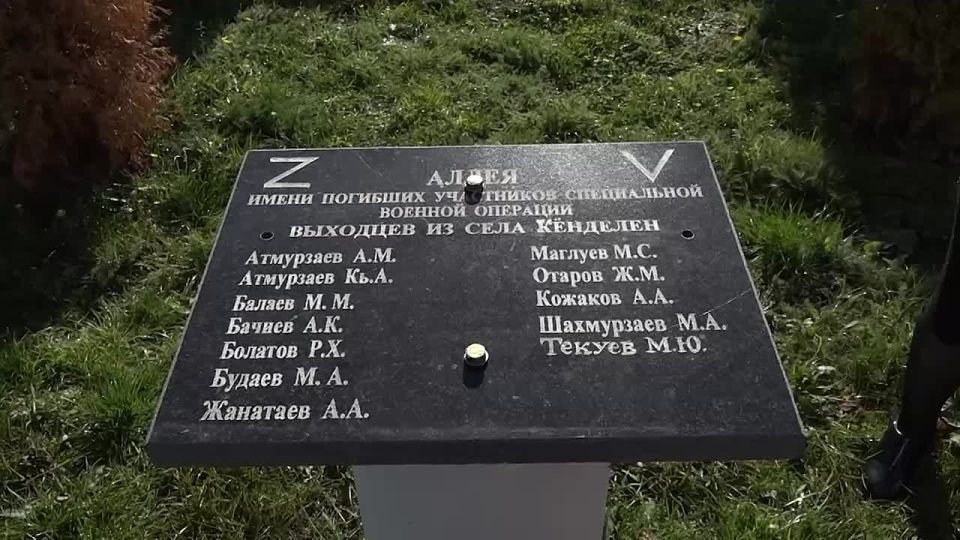 Z V
АЛЛЕЯ
ИМЕНИ ПОГИБШИХ УЧАСТНИКОВ СПЕЦИАЛЬНОЙ
ВОЕННОЙ ОПЕРАЦИИ
ВЫХОДЦЕВ ИЗ СЕЛА КЁНДЕЛЕН
Атмурзаев А.М.
Атмурзаев Кь.А.
Балаев М.М.
Бачиев А.К.
Болатов Р.Х.
Будаев М.А.
Жанатаев А.А.
Маглуев М.С.
Отаров Ж.М.
Кожаков А.А.
Шахмурзаев М.А.
Текуев М.Ю.